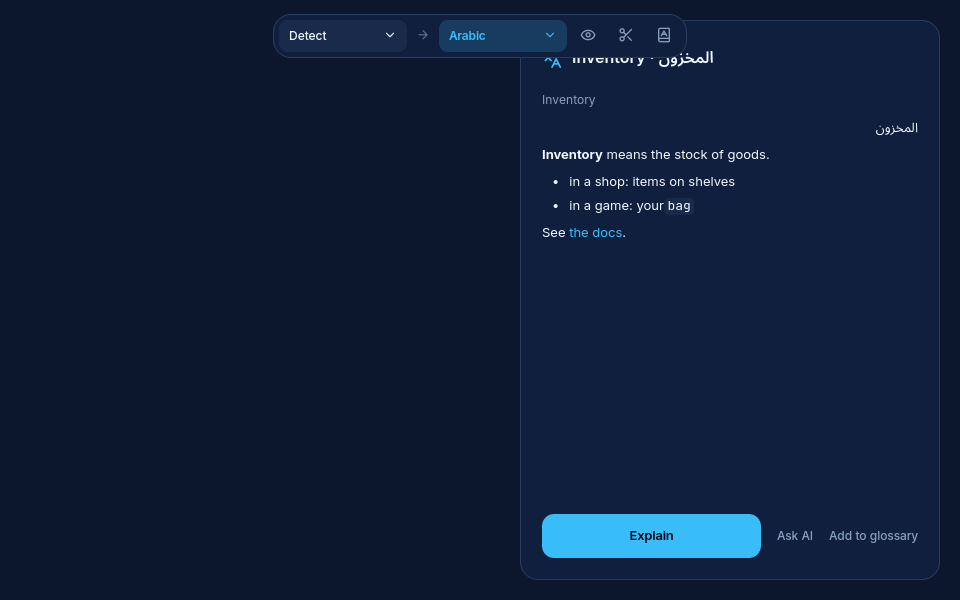 Detect
Arabic
Inventory · المخزون
Inventory
المخزون
Inventory means the stock of goods.
• in a shop: items on shelves
• in a game: your bag
See the docs.
Explain
Ask AI
Add to glossary